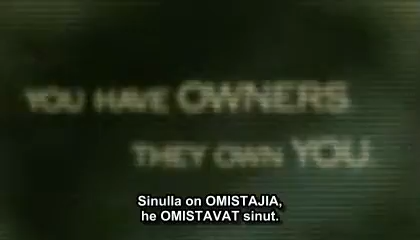 YOU HAVE OWNERS
THEY OWN YOU
Sinulla on OMISTAJIA,
he OMISTAVAT sinut.